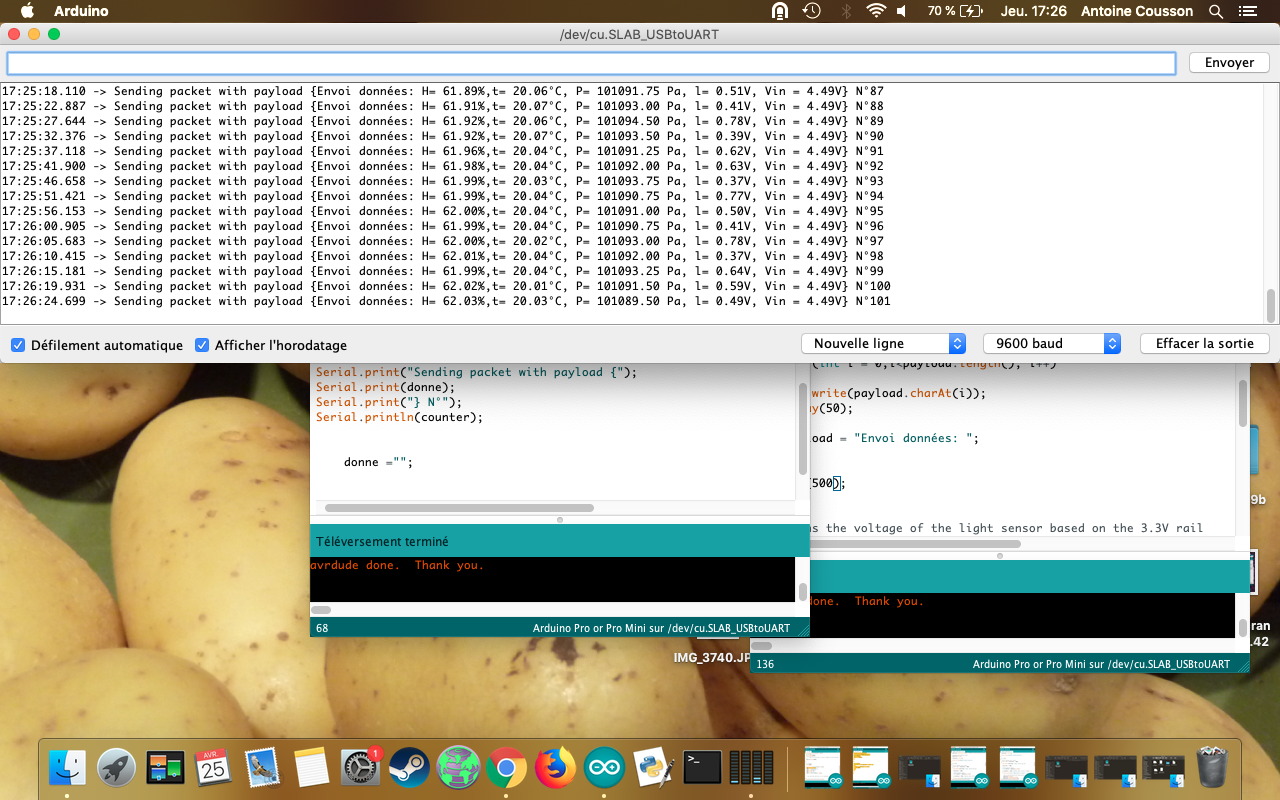 Arduino
70 %
Jeu. 17:26
Antoine Cousson
/dev/cu.SLAB_USBtoUART
Envoyer
17:25:18.110 -> Sending packet with payload {Envoi données: H= 61.89%,t= 20.06°C, P= 101091.75 Pa, l= 0.51V, Vin = 4.49V} N°87
17:25:22.887 -> Sending packet with payload {Envoi données: H= 61.91%,t= 20.07°C, P= 101093.00 Pa, l= 0.41V, Vin = 4.49V} N°88
17:25:27.644 -> Sending packet with payload {Envoi données: H= 61.92%,t= 20.06°C, P= 101094.50 Pa, l= 0.78V, Vin = 4.49V} N°89
17:25:32.376 -> Sending packet with payload {Envoi données: H= 61.92%,t= 20.07°C, P= 101093.50 Pa, l= 0.39V, Vin = 4.49V} N°90
17:25:37.118 -> Sending packet with payload {Envoi données: H= 61.96%,t= 20.04°C, P= 101091.25 Pa, l= 0.62V, Vin = 4.49V} N°91
17:25:41.900 -> Sending packet with payload {Envoi données: H= 61.98%,t= 20.04°C, P= 101092.00 Pa, l= 0.63V, Vin = 4.49V} N°92
17:25:46.658 -> Sending packet with payload {Envoi données: H= 61.99%,t= 20.03°C, P= 101093.75 Pa, l= 0.37V, Vin = 4.49V} N°93
17:25:51.421 -> Sending packet with payload {Envoi données: H= 61.99%,t= 20.04°C, P= 101090.75 Pa, l= 0.77V, Vin = 4.49V} N°94
17:25:56.153 -> Sending packet with payload {Envoi données: H= 62.00%,t= 20.04°C, P= 101091.00 Pa, l= 0.50V, Vin = 4.49V} N°95
17:26:00.905 -> Sending packet with payload {Envoi données: H= 61.99%,t= 20.04°C, P= 101090.75 Pa, l= 0.41V, Vin = 4.49V} N°96
17:26:05.683 -> Sending packet with payload {Envoi données: H= 62.00%,t= 20.02°C, P= 101093.00 Pa, l= 0.78V, Vin = 4.49V} N°97
17:26:10.415 -> Sending packet with payload {Envoi données: H= 62.01%,t= 20.04°C, P= 101092.00 Pa, l= 0.37V, Vin = 4.49V} N°98
17:26:15.181 -> Sending packet with payload {Envoi données: H= 61.99%,t= 20.04°C, P= 101093.25 Pa, l= 0.64V, Vin = 4.49V} N°99
17:26:19.931 -> Sending packet with payload {Envoi données: H= 62.02%,t= 20.01°C, P= 101091.50 Pa, l= 0.59V, Vin = 4.49V} N°100
17:26:24.699 -> Sending packet with payload {Envoi données: H= 62.03%,t= 20.03°C, P= 101089.50 Pa, l= 0.49V, Vin = 4.49V} N°101
Défilement automatique
Afficher l'horodatage
Nouvelle ligne
9600 baud
Effacer la sortie
Serial.print("Sending packet with payload {");
Serial.print(donne);
Serial.print("} N°");
Serial.println(counter);
donne ="";
Téléversement terminé
avrdude done.  Thank you.
68
Arduino Pro or Pro Mini sur /dev/cu.SLAB_USBtoUART
(int i = 0;i<payload.length(); i++)
write(payload.charAt(i));
y(50);
oad = "Envoi données: ";
(500);
s the voltage of the light sensor based on the 3.3V rail
done.  Thank you.
136
Arduino Pro or Pro Mini sur /dev/cu.SLAB_USBtoUART
9b
ran
.42
IMG_3740.JP
AVR.
25
1